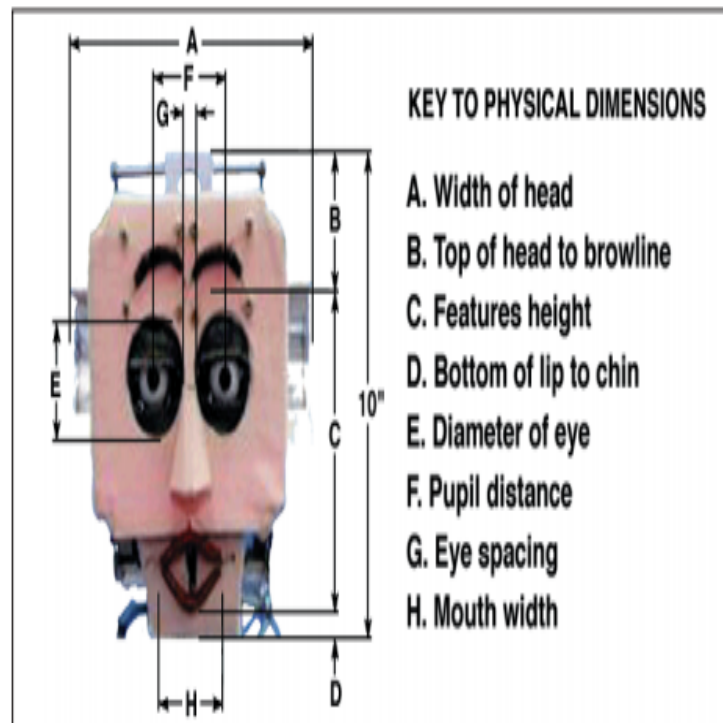 A
F
G
KEY TO PHYSICAL DIMENSIONS
A. Width of head
B
B. Top of head to browline
C. Features height
D. Bottom of lip to chin
E
10"
E. Diameter of eye
C
F. Pupil distance
G. Eye spacing
H. Mouth width
H
D